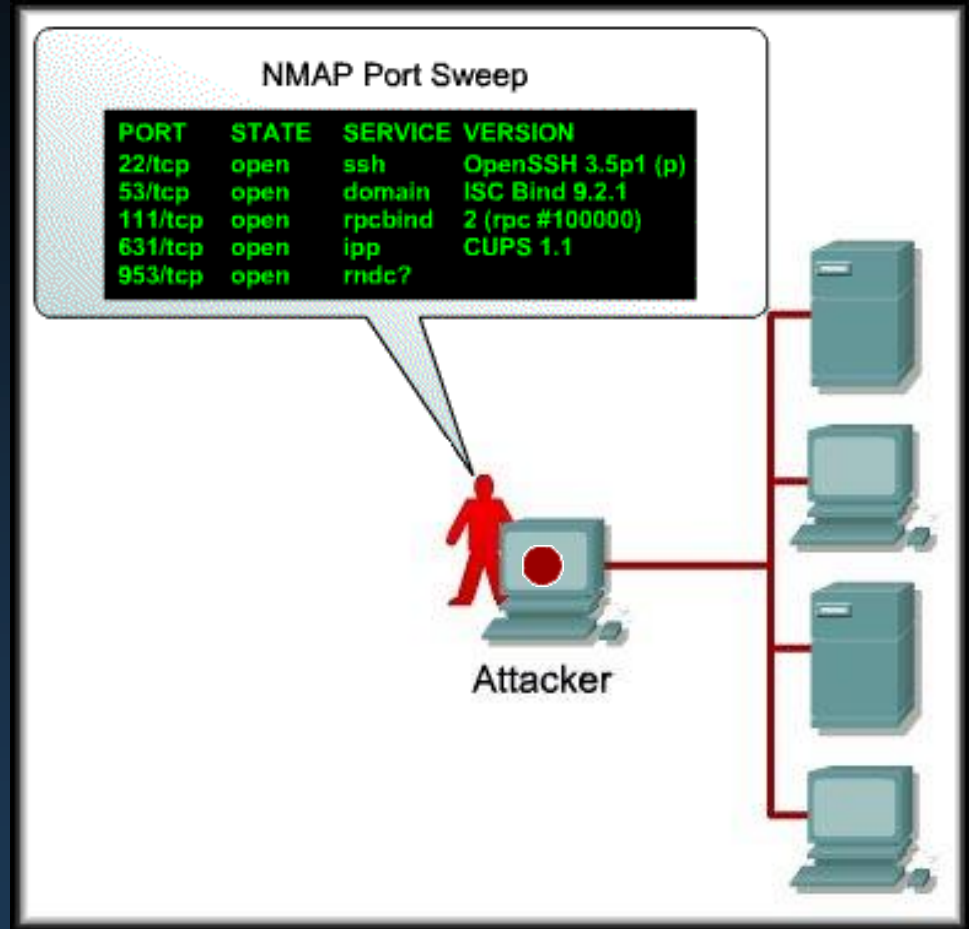 NMAP Port Sweep
PORT STATE SERVICE VERSION
22/tcp open ssh OpenSSH 3.5p1 (p)
53/tcp open domain ISC Bind 9.2.1
111/tcp open rpcbind 2 (rpc #100000)
631/tcp open ipp CUPS 1.1
953/tcp open rndc?
Attacker